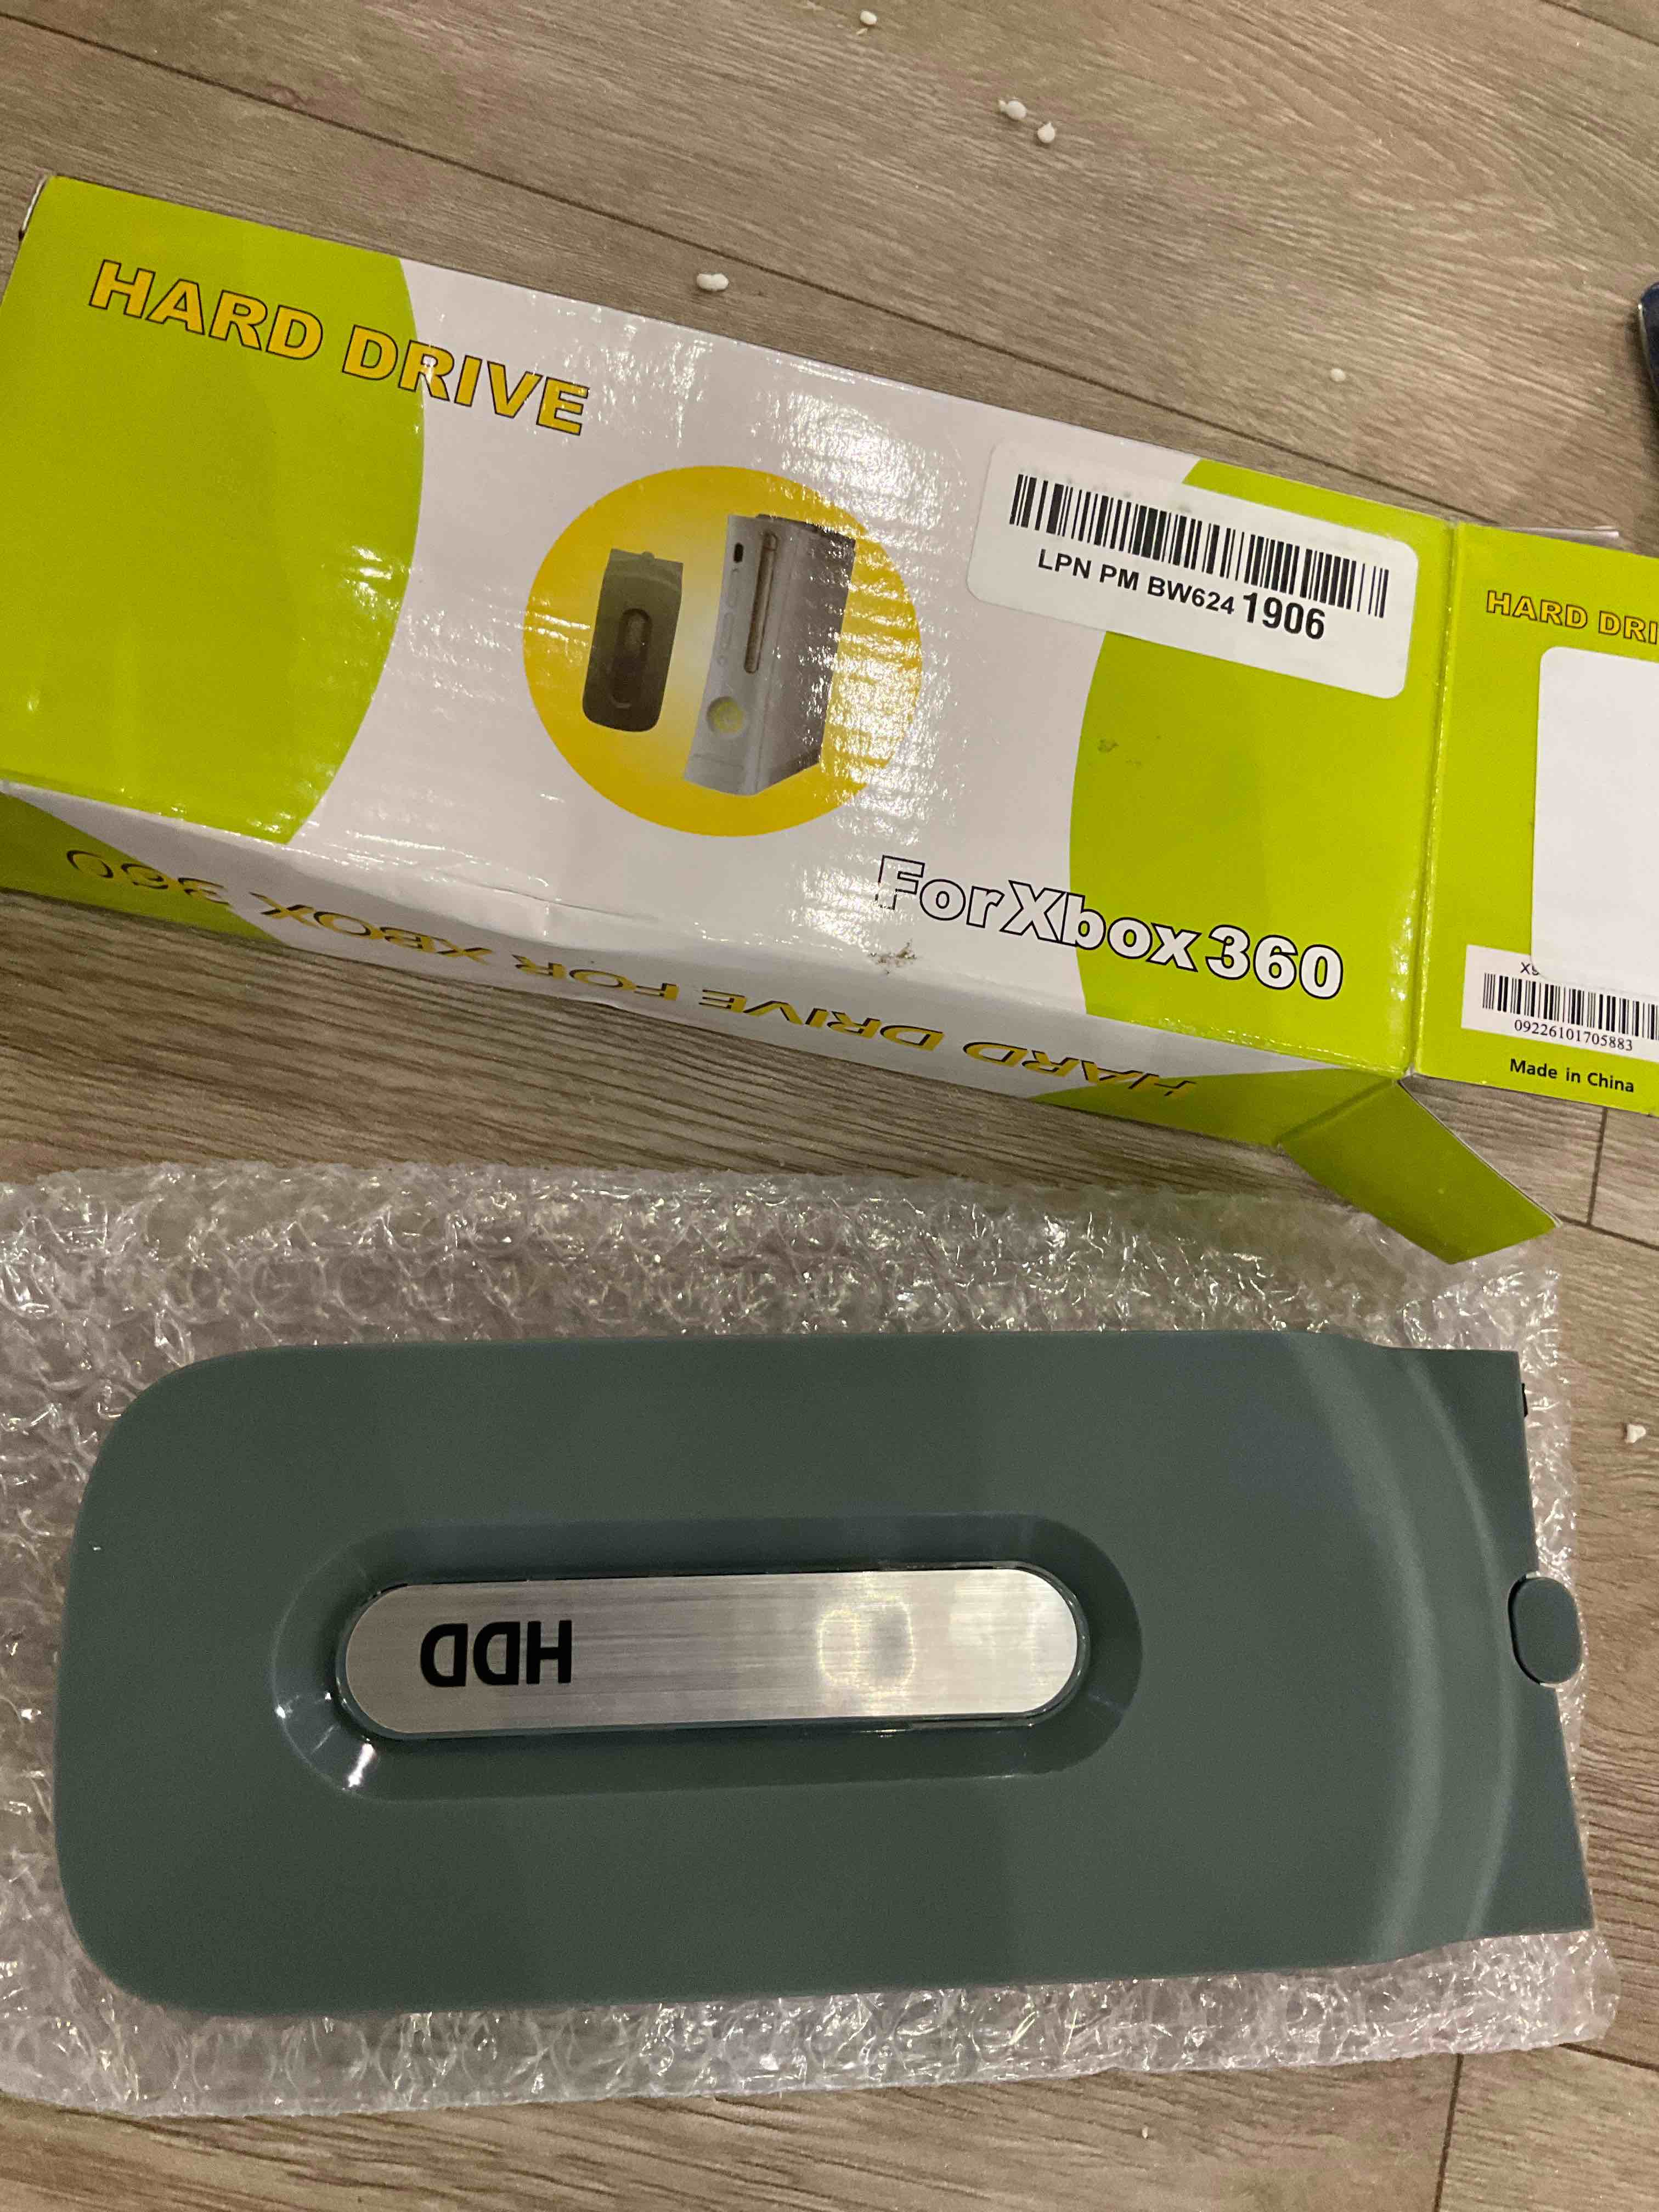 HARD DRIVE
LPN PM BW624 1906
For Xbox 360
HARD DRIVE FOR XBOX 360
HARD DRI
09226101705883
Made in China
HDD